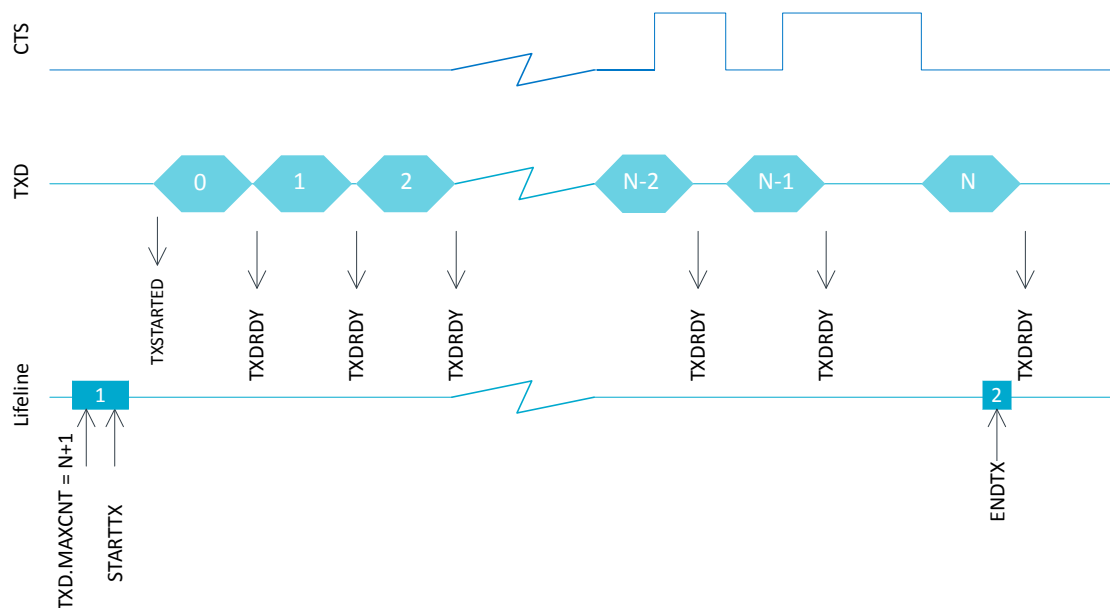 CTS
TXD
0
1
2
N-2
N-1
N
TXSTARTED
TXDRDY
TXDRDY
TXDRDY
TXDRDY
TXDRDY
TXDRDY
Lifeline
1
2
TXD.MAXCNT = N+1
STARTTX
ENDTX